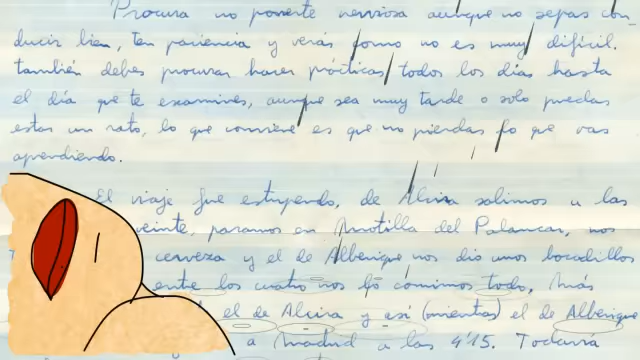 Procura no ponerte nerviosa aunque no sepas con-
ducir bien, ten paciencia y verás como no es muy difícil.
también debes procurar hacer prácticas todos los días hasta
el día que te examines, aunque sea muy tarde o solo puedas
estar un rato, lo que conviene es que no pierdas lo que vas
aprendiendo.
El viaje fue estupendo, de Alcira salimos a las
veinte, paramos en Motilla del Palancar, nos
cerveza y el de Alberique nos dio unos bocadillos
entre los cuatro nos lo comimos todo, más
el de Alcira y así (mientras) el de Alberique
a Madrid a las 4'15. Todavía